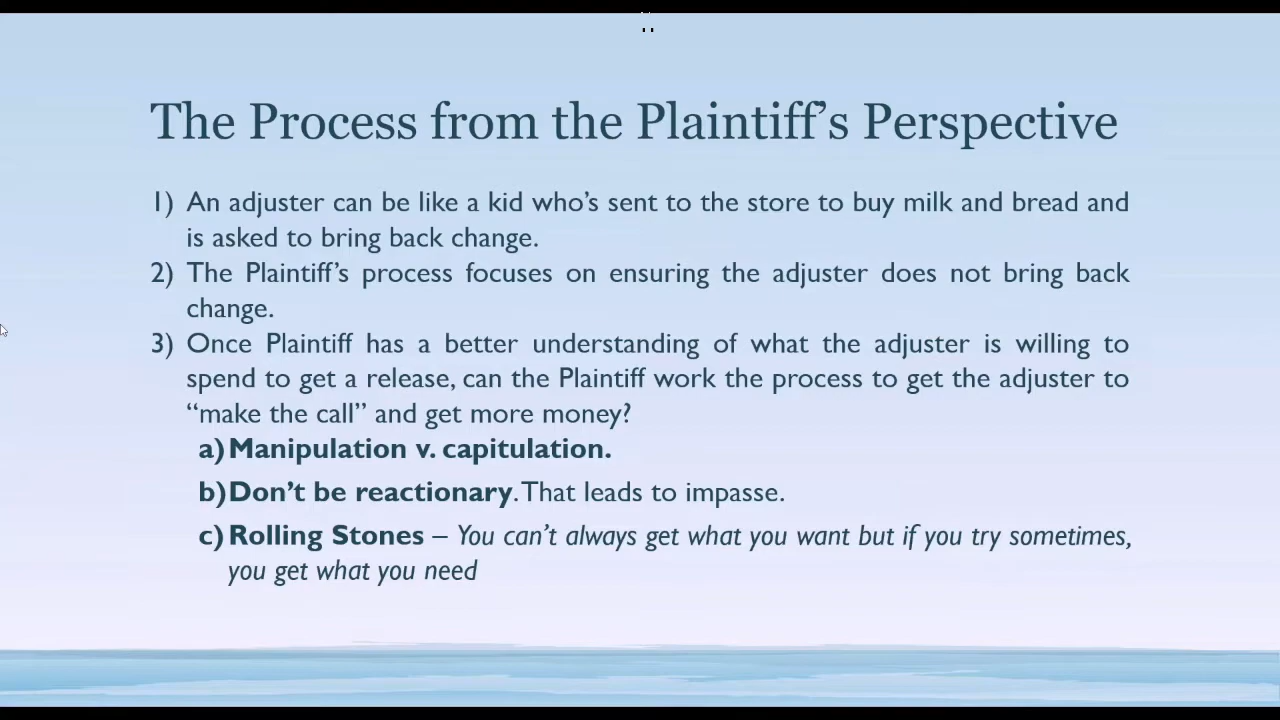 The Process from the Plaintiff’s Perspective
1) An adjuster can be like a kid who’s sent to the store to buy milk and bread and
is asked to bring back change.
2) The Plaintiff’s process focuses on ensuring the adjuster does not bring back
change.
3) Once Plaintiff has a better understanding of what the adjuster is willing to
spend to get a release, can the Plaintiff work the process to get the adjuster to
“make the call” and get more money?
a) Manipulation v. capitulation.
b) Don’t be reactionary. That leads to impasse.
c) Rolling Stones – You can’t always get what you want but if you try sometimes,
you get what you need